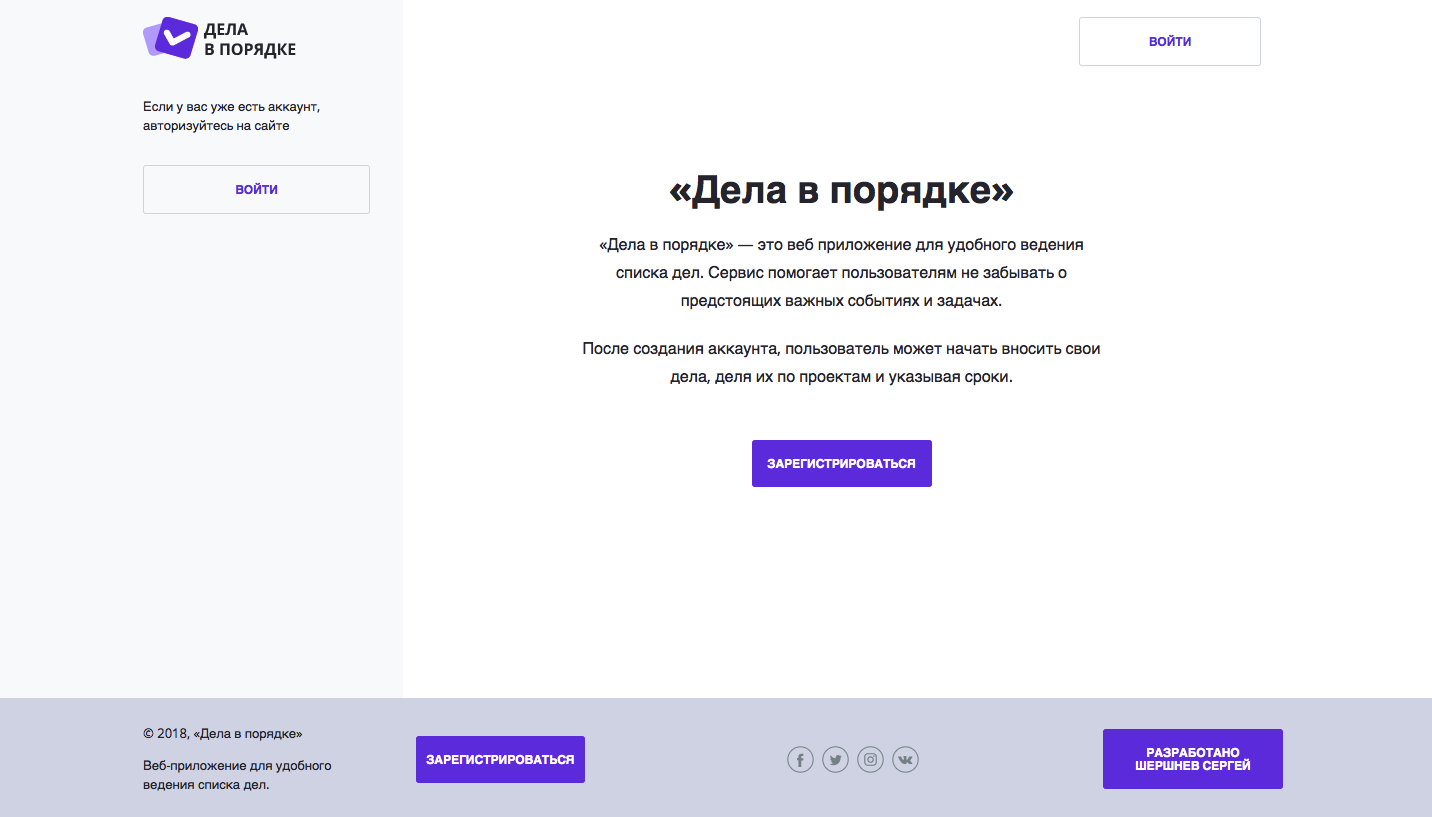 ДЕЛА
В ПОРЯДКЕ
ВОЙТИ
Если у вас уже есть аккаунт,
авторизуйтесь на сайте
ВОЙТИ
«Дела в порядке»
«Дела в порядке» — это веб приложение для удобного ведения
списка дел. Сервис помогает пользователям не забывать о
предстоящих важных событиях и задачах.
После создания аккаунта, пользователь может начать вносить свои
дела, деля их по проектам и указывая сроки.
ЗАРЕГИСТРИРОВАТЬСЯ
© 2018, «Дела в порядке»
Веб-приложение для удобного
ведения списка дел.
ЗАРЕГИСТРИРОВАТЬСЯ
РАЗРАБОТАНО
ШЕРШНЕВ СЕРГЕЙ